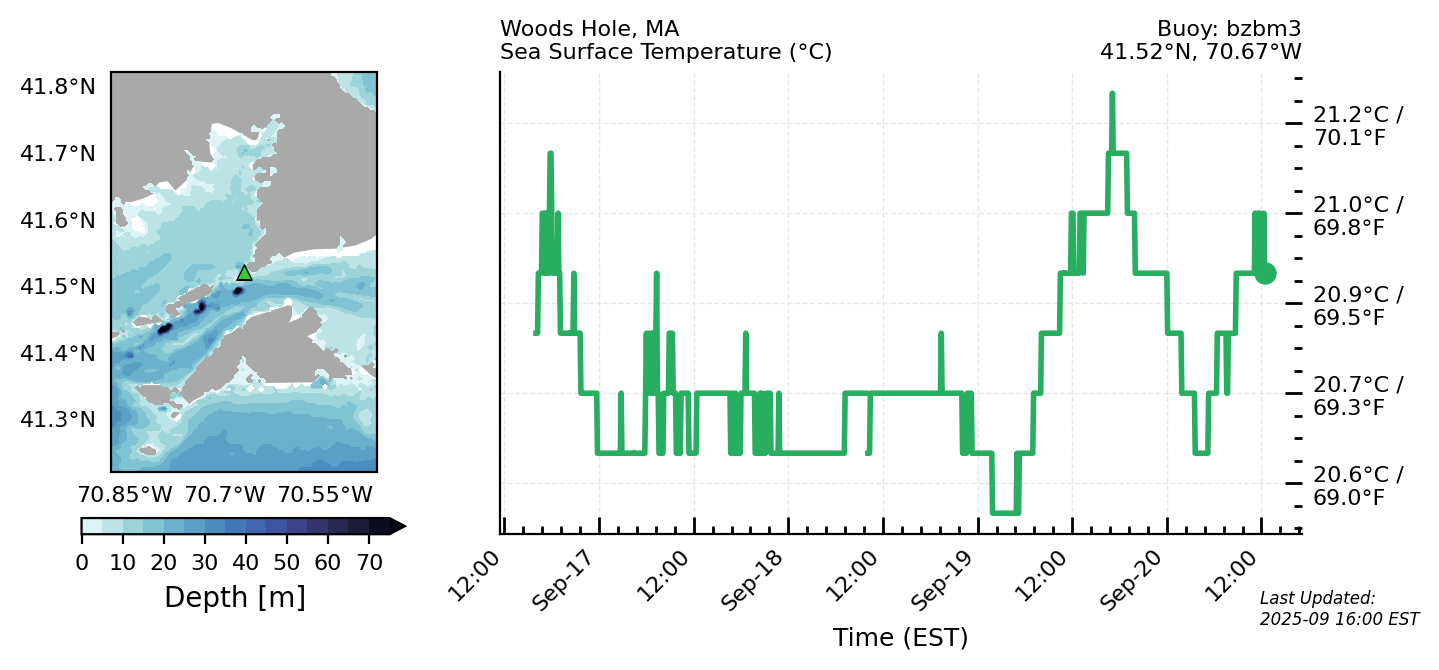 Woods Hole, MA
Sea Surface Temperature (°C)
Buoy: bzbm3
41.52°N, 70.67°W
41.8°N
41.7°N
41.6°N
41.5°N
41.4°N
41.3°N
70.85°W 70.7°W 70.55°W
0 10 20 30 40 50 60 70
Depth [m]
21.2°C /
70.1°F
21.0°C /
69.8°F
20.9°C /
69.5°F
20.7°C /
69.3°F
20.6°C /
69.0°F
12:00 Sep-17 12:00 Sep-18 12:00 Sep-19 12:00 Sep-20 12:00
Time (EST)
Last Updated:
2025-09 16:00 EST